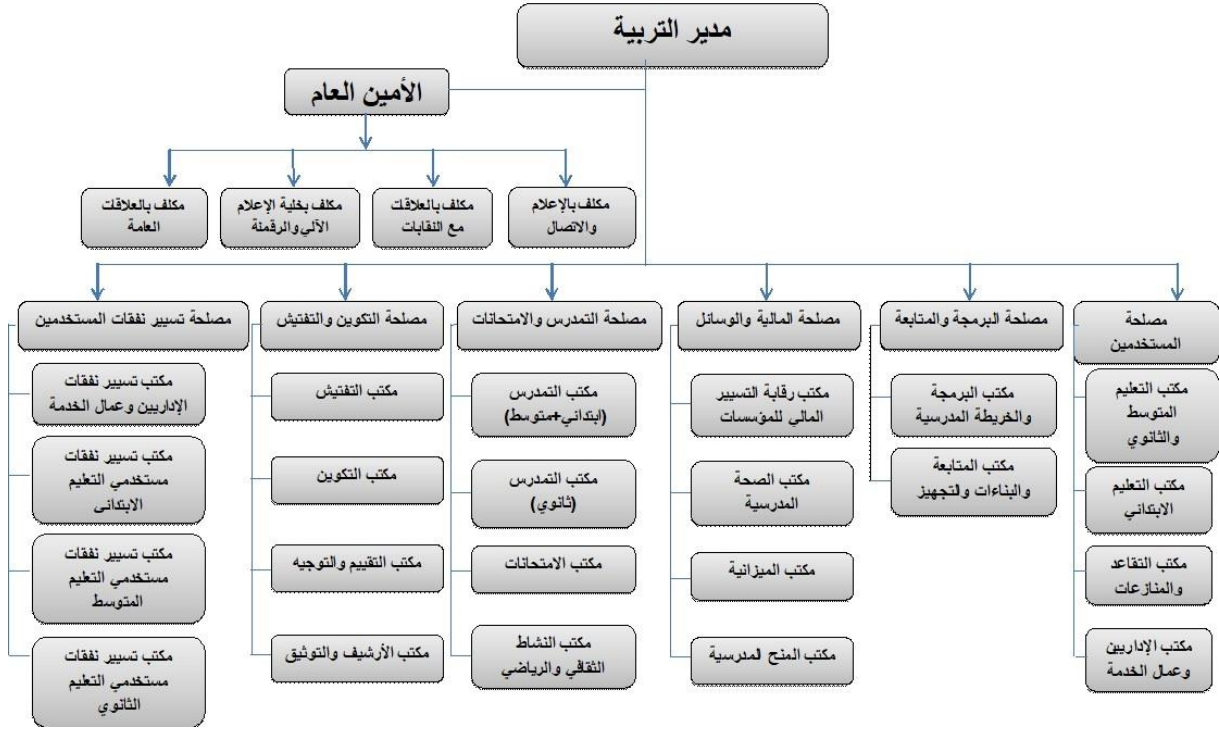 مدير التربية
الأمين العام
مكلف بالإعلام
والاتصال
مكلف بالعلاقات
مع النقابات
مكلف بخلية الإعلام
الآلي والرقمنة
مكلف بالعلاقات
العامة
مصلحة
المستخدمين
مكتب التعليم
المتوسط
والثانوي
مكتب التعليم
الابتدائي
مكتب التقاعد
والمنازعات
مكتب الإداريين
وعمال الخدمة
مصلحة البرمجة والمتابعة
مكتب البرمجة
والخريطة المدرسية
مكتب المتابعة
والبناءات والتجهيز
مصلحة المالية والوسائل
مكتب رقابة التسيير
المالي للمؤسسات
مكتب الصحة
المدرسية
مكتب الميزانية
مكتب المنح المدرسية
مصلحة التمدرس والامتحانات
مكتب التمدرس
(ابتدائي+متوسط)
مكتب التمدرس
(ثانوي)
مكتب الامتحانات
مكتب النشاط
الثقافي والرياضي
مصلحة التكوين والتفتيش
مكتب التفتيش
مكتب التكوين
مكتب التقييم والتوجيه
مكتب الأرشيف والتوثيق
مصلحة تسيير نفقات المستخدمين
مكتب تسيير نفقات
الإداريين وعمال الخدمة
مكتب تسيير نفقات
مستخدمي التعليم
الابتدائى
مكتب تسيير نفقات
مستخدمي التعليم
المتوسط
مكتب تسيير نفقات
مستخدمي التعليم
الثانوي